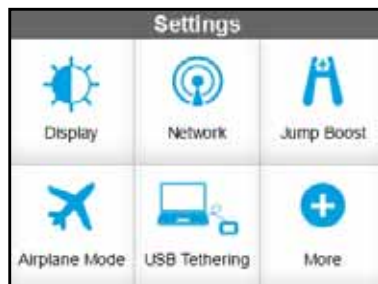 Settings
Display Network Jump Boost
Airplane Mode USB Tethering More